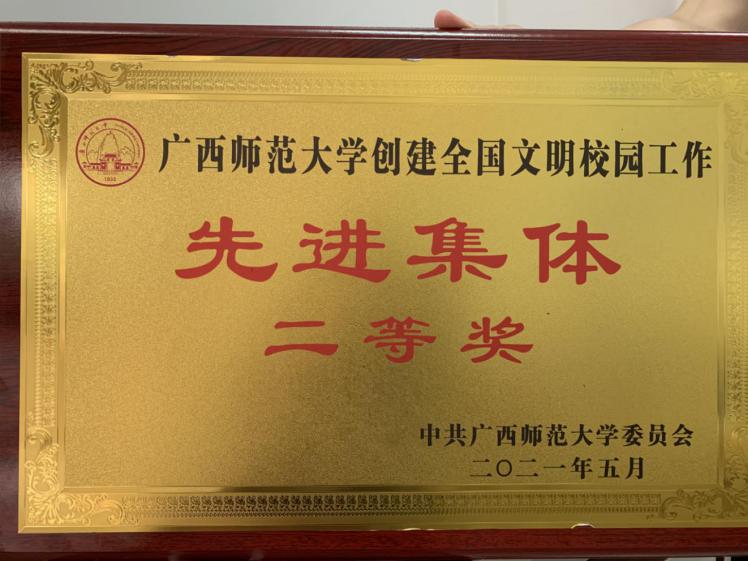 广西师范大学创建全国文明校园工作
先进集体
二等奖
中共广西师范大学委员会
二〇二一年五月
1932